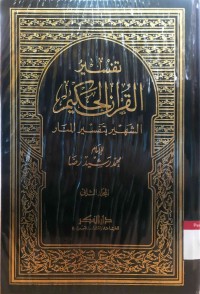 تفسير
القرآن الحكيم
الشهير بتفسير المنار
تأليف
محمد رشيد رضا
دار الفكر